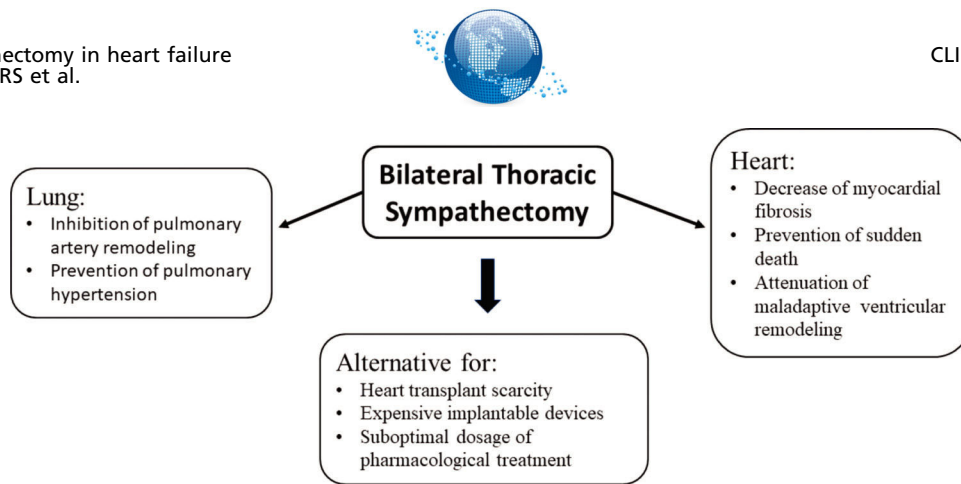 ectomy in heart failure
RS et al.
CLI
Bilateral Thoracic
Sympathectomy
Lung:
• Inhibition of pulmonary
artery remodeling
• Prevention of pulmonary
hypertension
Heart:
• Decrease of myocardial
fibrosis
• Prevention of sudden
death
• Attenuation of
maladaptive ventricular
remodeling
Alternative for:
• Heart transplant scarcity
• Expensive implantable devices
• Suboptimal dosage of
pharmacological treatment